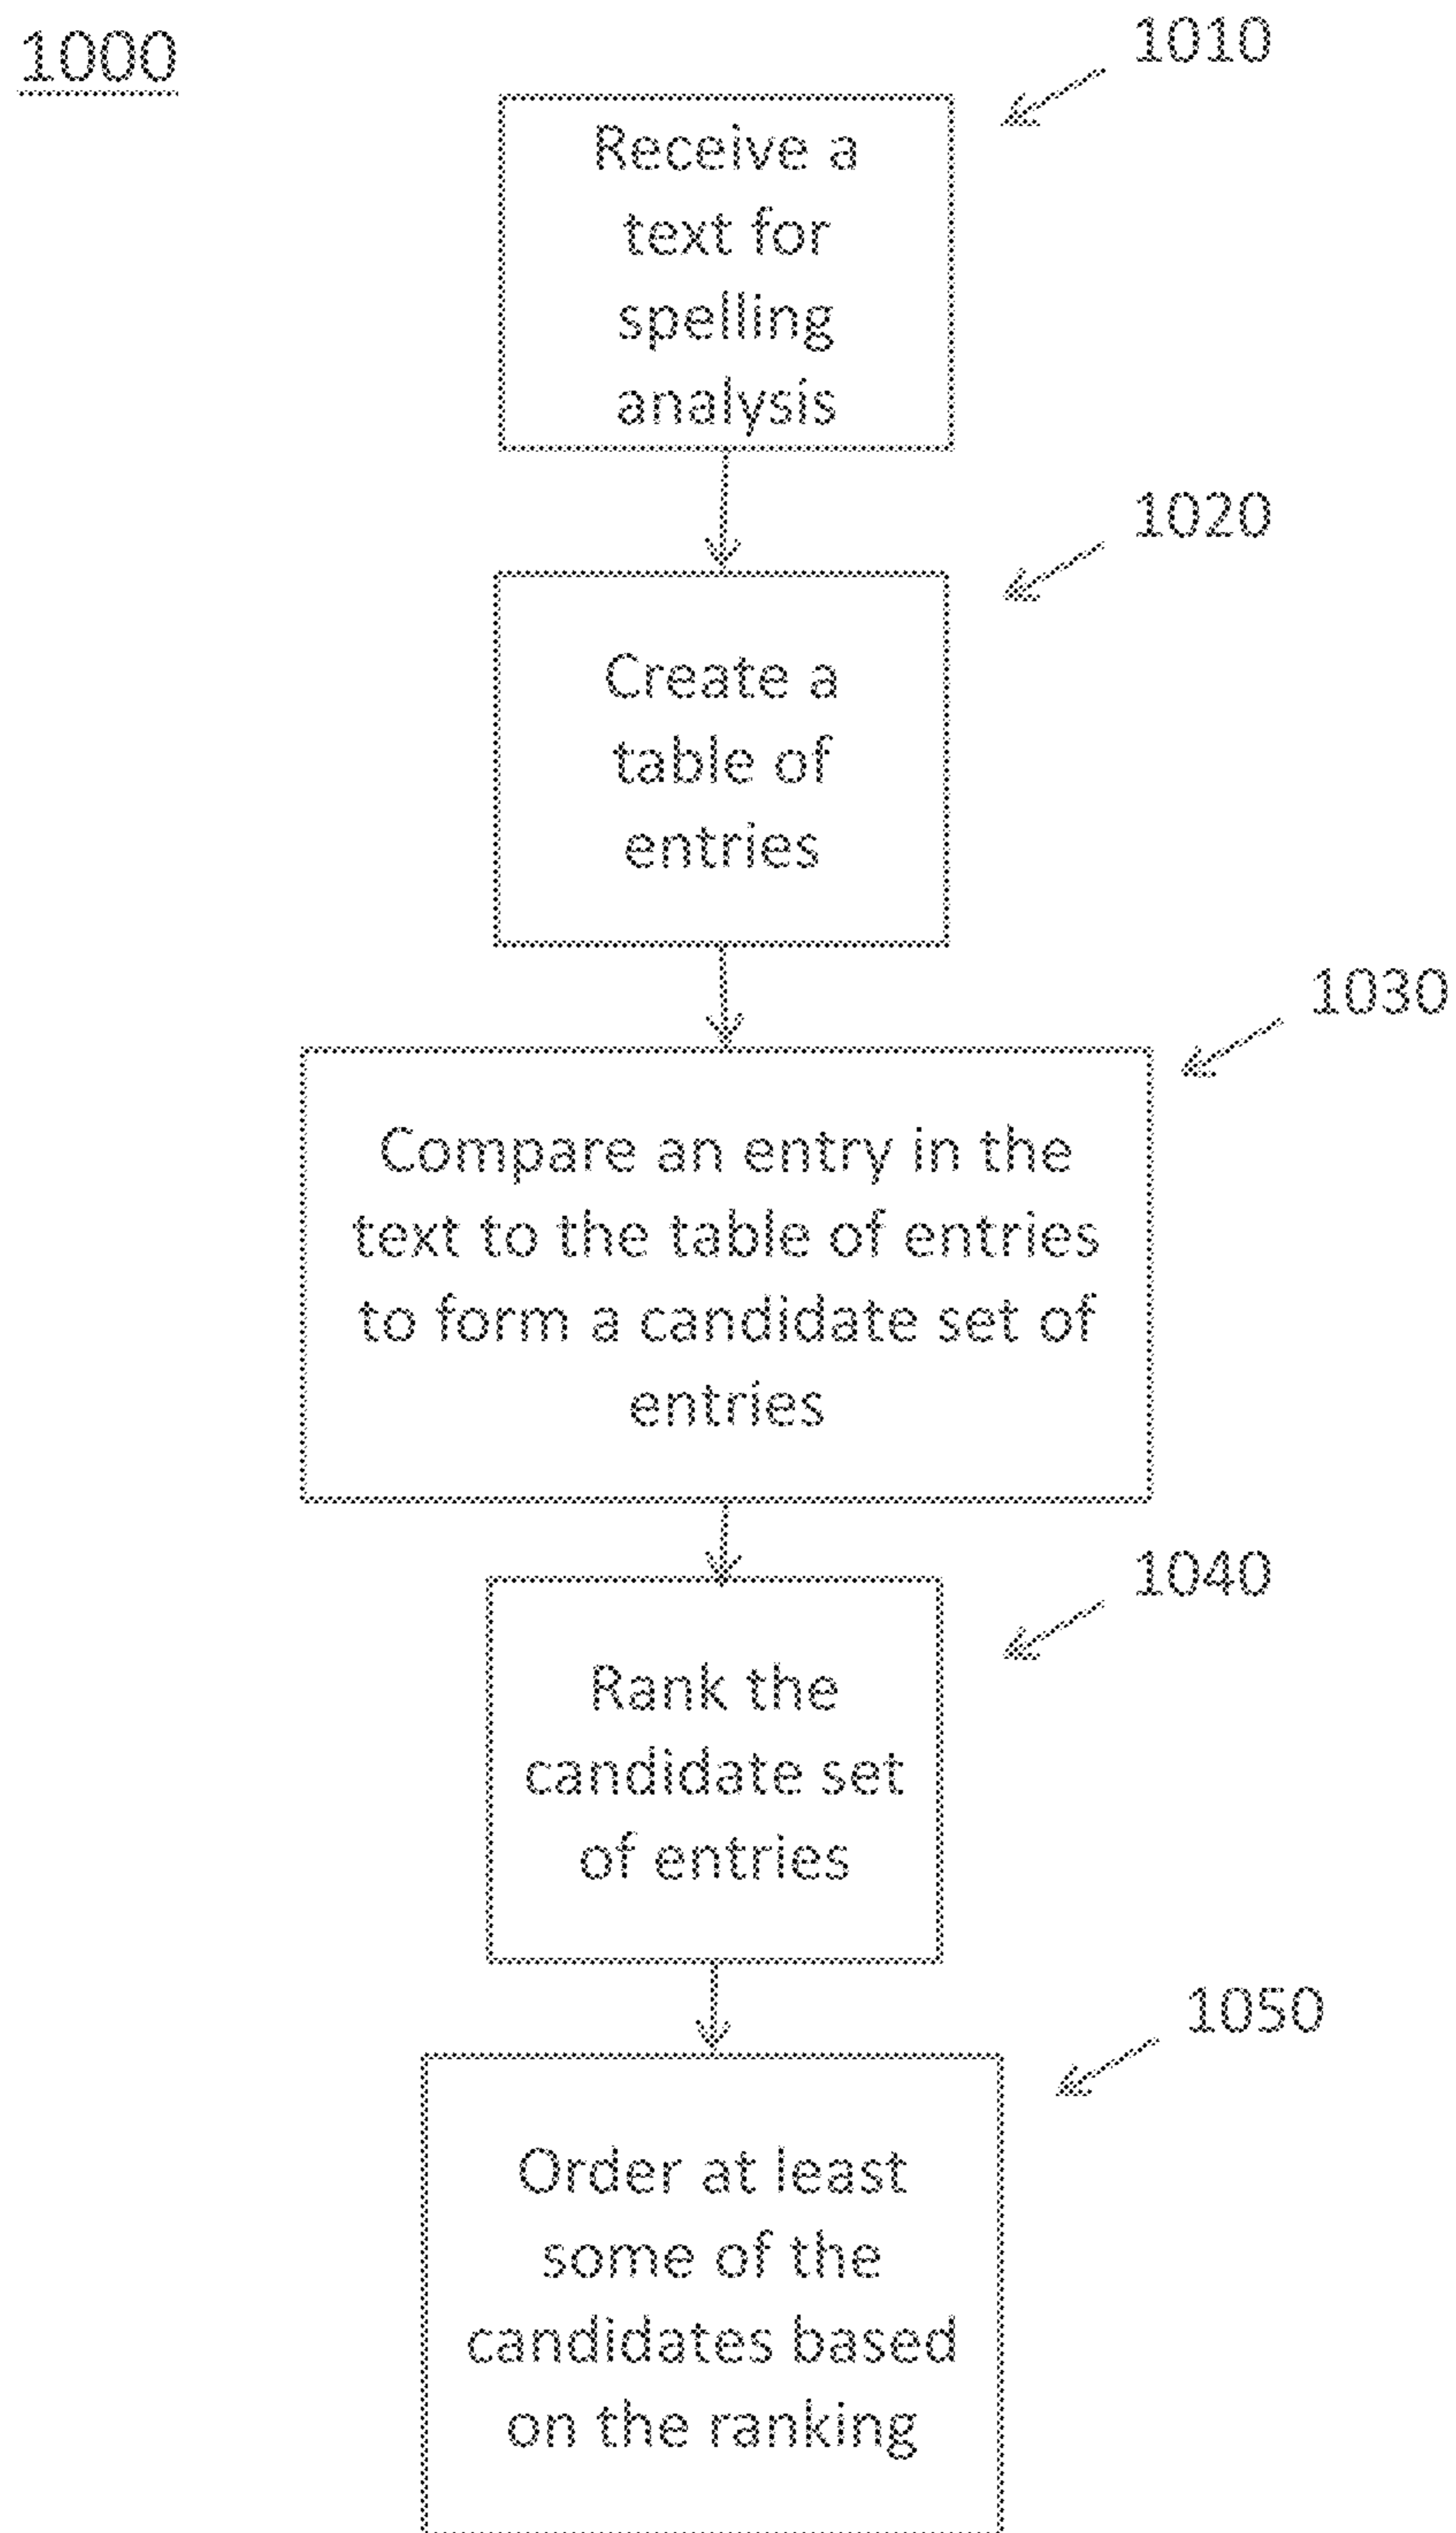 1000
1010
Receive a
text for
spelling
analysis
1020
Create a
table of
entries
1030
Compare an entry in the
text to the table of entries
to form a candidate set of
entries
1040
Rank the
candidate set
of entries
1050
Order at least
some of the
candidates based
on the ranking